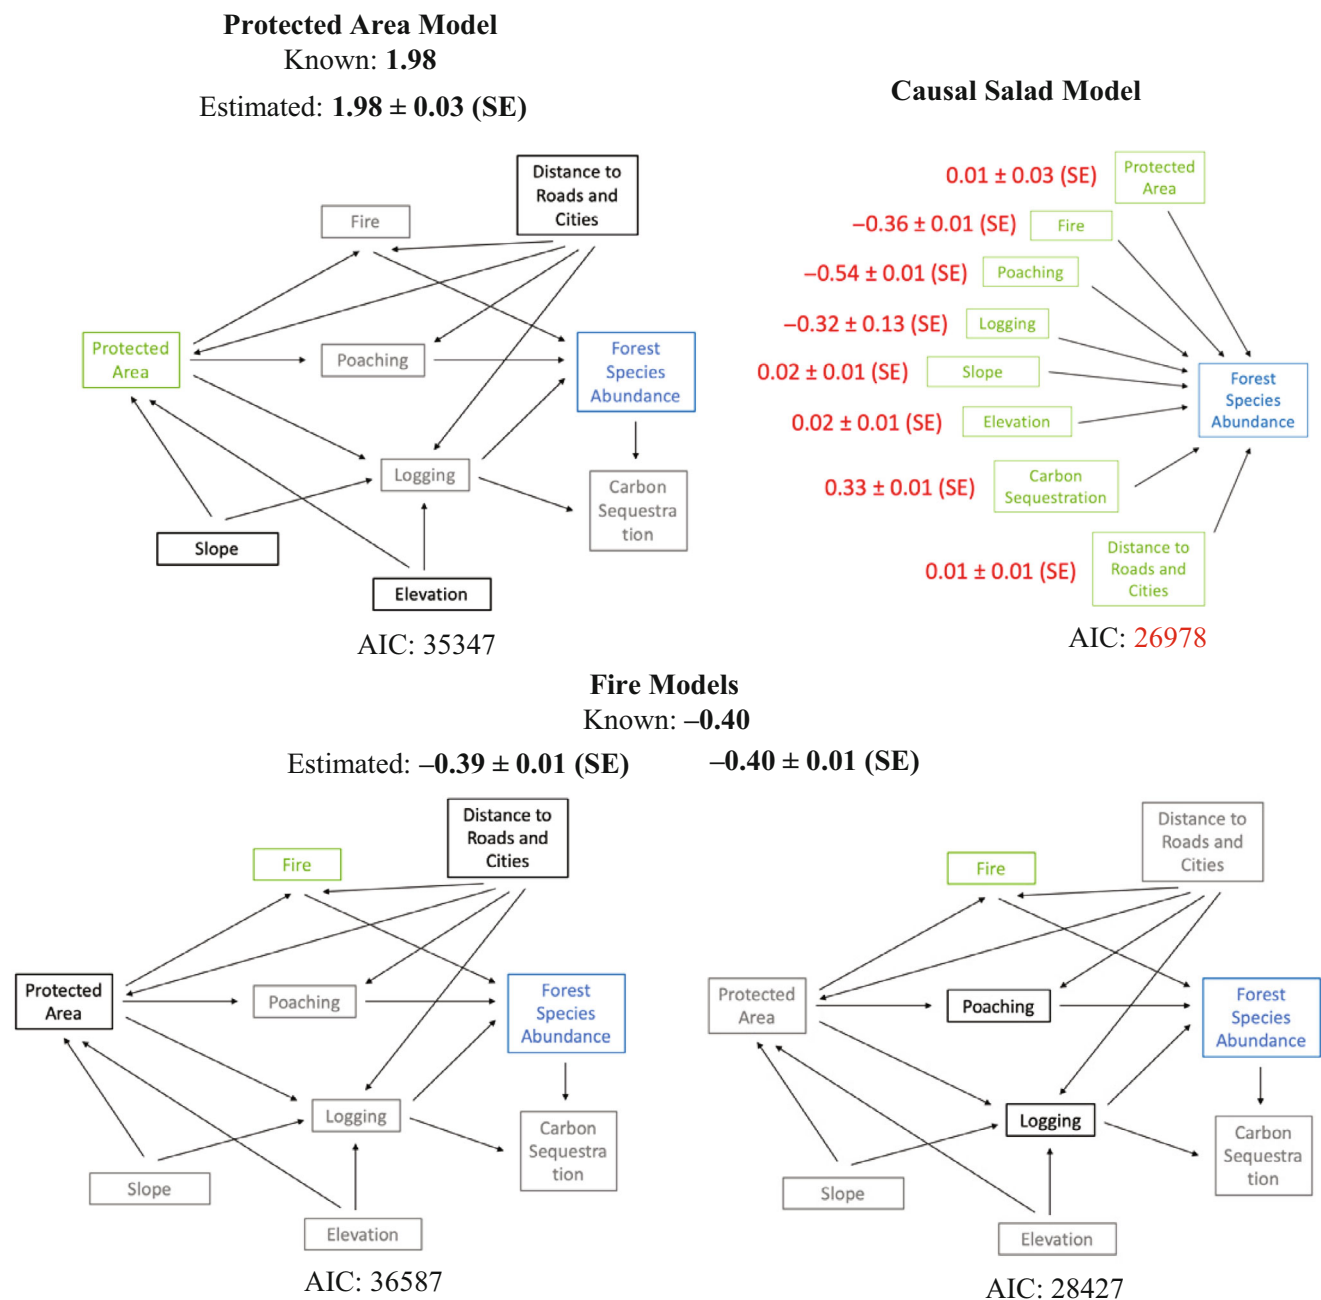 Protected Area Model
Known: 1.98
Estimated: 1.98 ± 0.03 (SE)
Distance to
Roads and
Cities
Fire
Protected
Area
Poaching
Forest
Species
Abundance
Logging
Carbon
Sequestra
tion
Slope
Elevation
AIC: 35347
Causal Salad Model
0.01 ± 0.03 (SE)
Protected
Area
–0.36 ± 0.01 (SE)
Fire
–0.54 ± 0.01 (SE)
Poaching
–0.32 ± 0.13 (SE)
Logging
0.02 ± 0.01 (SE)
Slope
0.02 ± 0.01 (SE)
Elevation
0.33 ± 0.01 (SE)
Carbon
Sequestration
0.01 ± 0.01 (SE)
Distance to
Roads and
Cities
Forest
Species
Abundance
AIC: 26978
Fire Models
Known: –0.40
Estimated: –0.39 ± 0.01 (SE)
–0.40 ± 0.01 (SE)
Distance to
Roads and
Cities
Fire
Protected
Area
Poaching
Forest
Species
Abundance
Logging
Carbon
Sequestra
tion
Slope
Elevation
AIC: 36587
Distance to
Roads and
Cities
Fire
Protected
Area
Poaching
Forest
Species
Abundance
Logging
Carbon
Sequestra
tion
Slope
Elevation
AIC: 28427